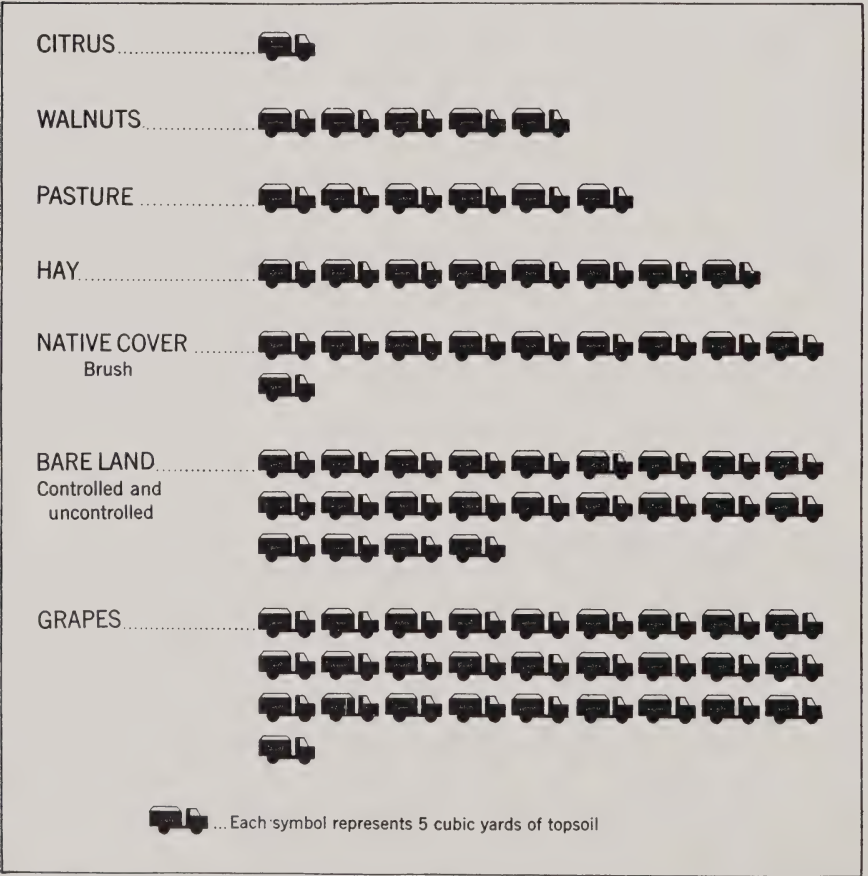 CITRUS
WALNUTS
PASTURE
HAY
NATIVE COVER
Brush
BARE LAND
Controlled and
uncontrolled
GRAPES
... Each symbol represents 5 cubic yards of topsoil